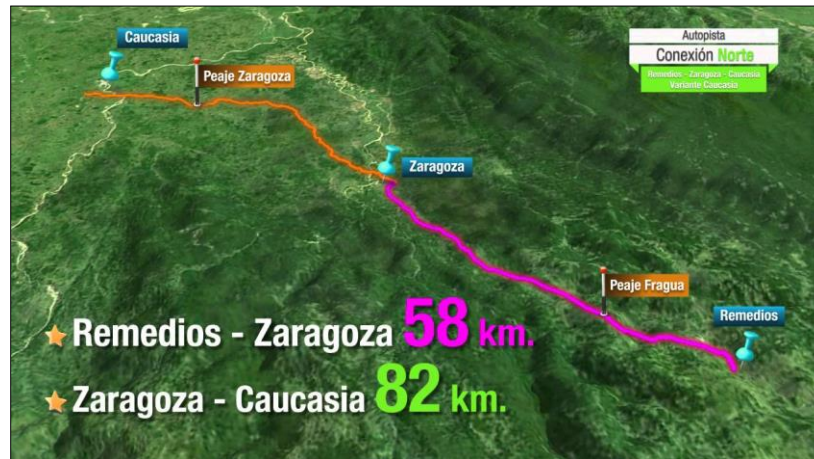 Caucasia
Peaje Zaragoza
Autopista
Conexión Norte
Remedios - Zaragoza - Caucasia
Variante Caucasia
Zaragoza
Peaje Fragua
Remedios
Remedios - Zaragoza 58 km.
Zaragoza - Caucasia 82 km.